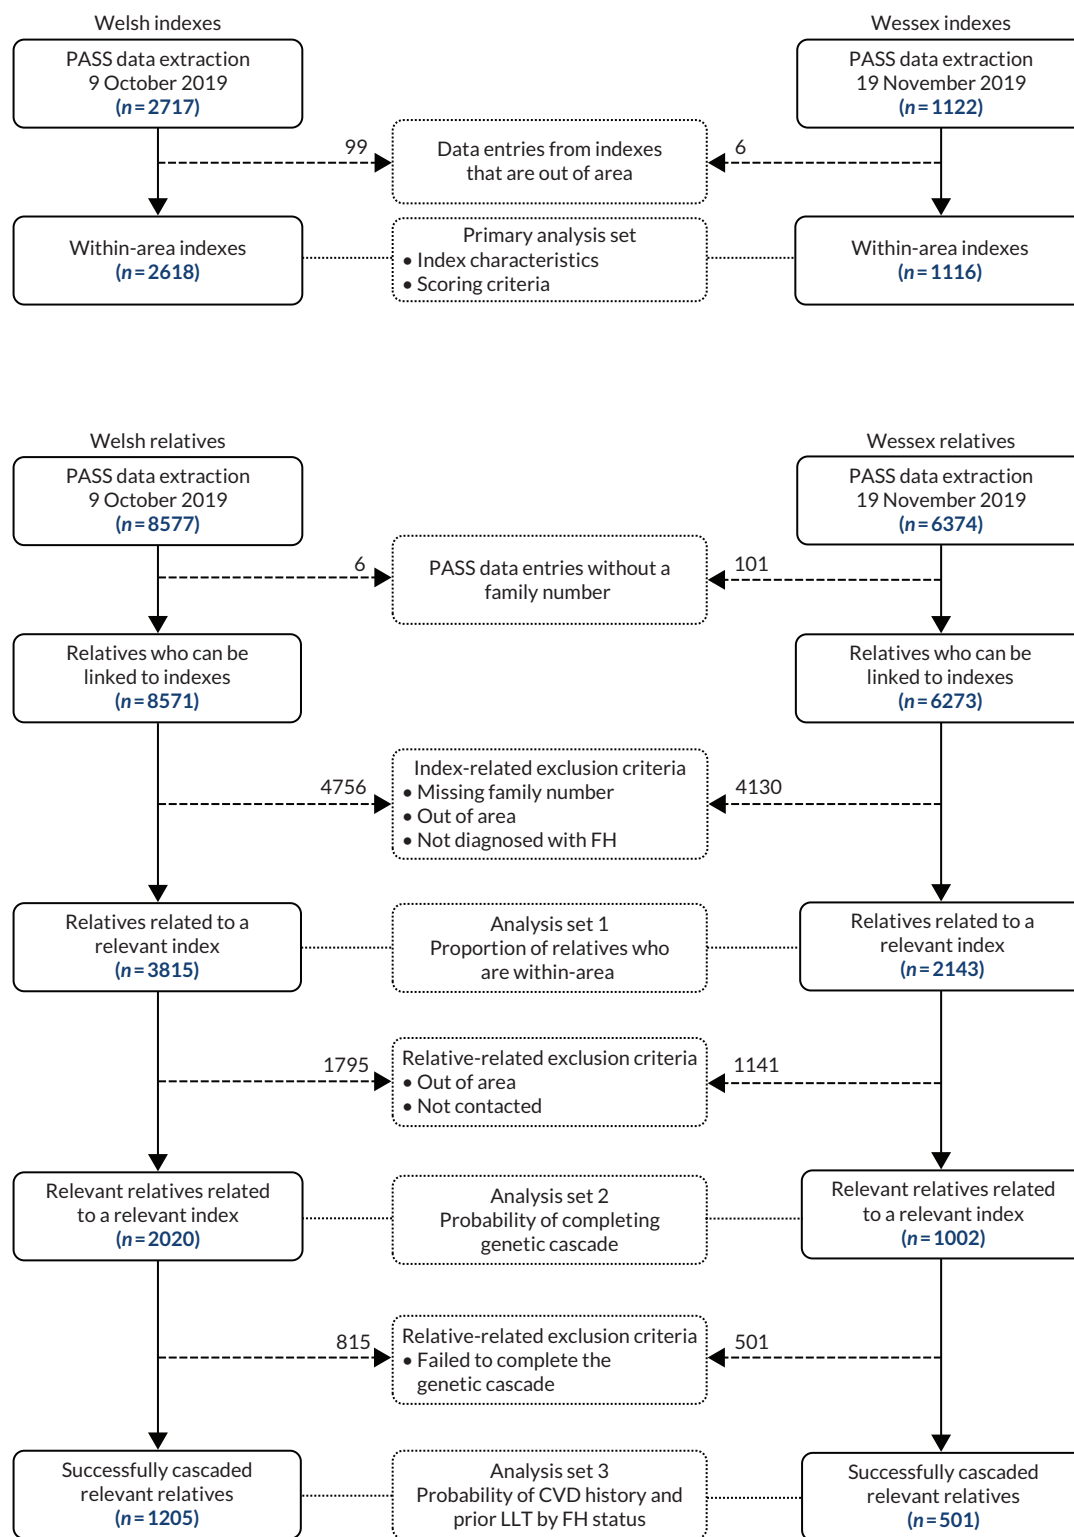 Welsh indexes
PASS data extraction
9 October 2019
(n=2717)
Wessex indexes
PASS data extraction
19 November 2019
(n=1122)
99
Data entries from indexes
that are out of area
6
Within-area indexes
(n=2618)
Primary analysis set
• Index characteristics
• Scoring criteria
Within-area indexes
(n=1116)
Welsh relatives
PASS data extraction
9 October 2019
(n=8577)
Wessex relatives
PASS data extraction
19 November 2019
(n=6374)
6
PASS data entries without a
family number
101
Relatives who can be
linked to indexes
(n=8571)
Relatives who can be
linked to indexes
(n=6273)
4756
Index-related exclusion criteria
• Missing family number
• Out of area
• Not diagnosed with FH
4130
Relatives related to a
relevant index
(n=3815)
Analysis set 1
Proportion of relatives who
are within-area
Relatives related to a
relevant index
(n=2143)
1795
Relative-related exclusion criteria
• Out of area
• Not contacted
1141
Relevant relatives related
to a relevant index
(n=2020)
Analysis set 2
Probability of completing
genetic cascade
Relevant relatives related
to a relevant index
(n=1002)
815
Relative-related exclusion criteria
• Failed to complete the
genetic cascade
501
Successfully cascaded
relevant relatives
(n=1205)
Analysis set 3
Probability of CVD history and
prior LLT by FH status
Successfully cascaded
relevant relatives
(n=501)